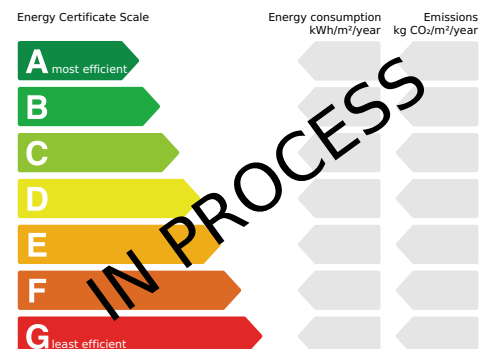 Energy Certificate Scale
Energy consumption
kWh/m²/year
Emissions
kg CO₂/m²/year
A most efficient
B
C
D
E
F
G least efficient
IN PROCESS